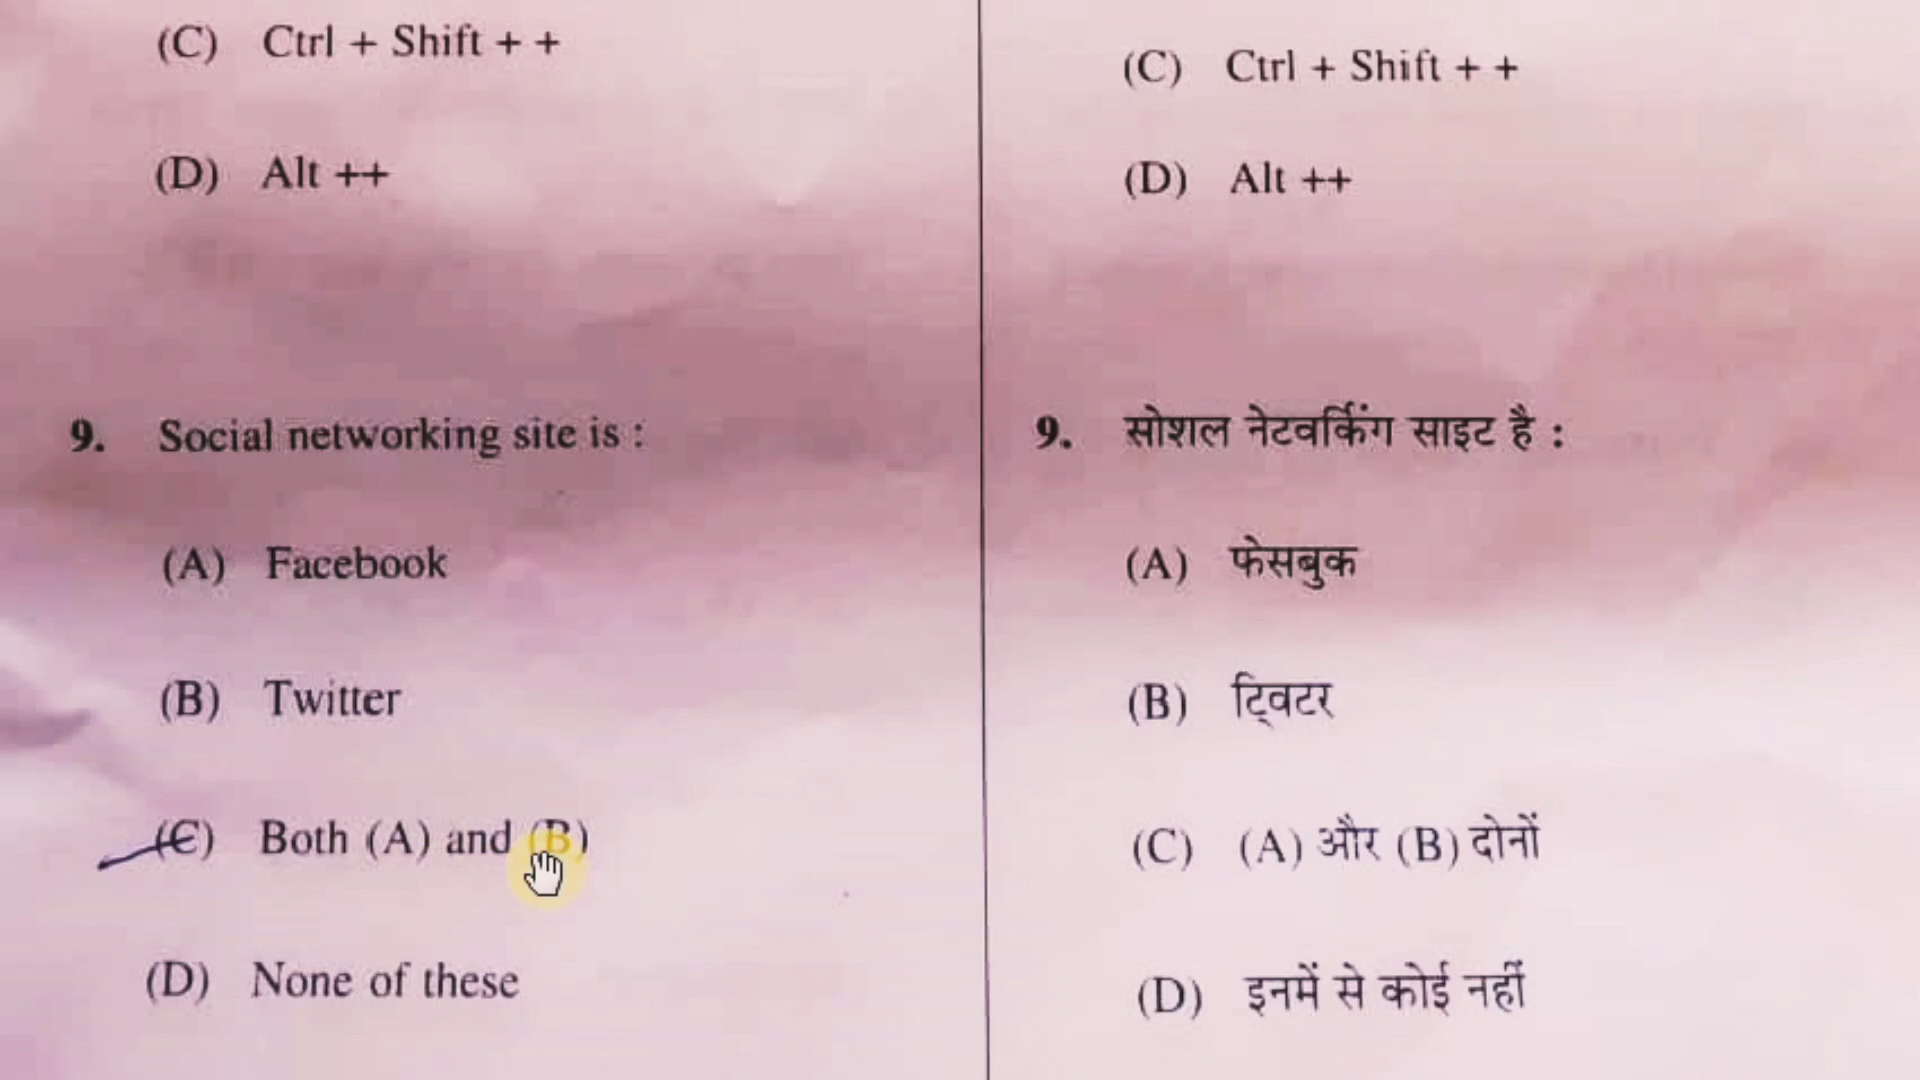 (C) Ctrl + Shift + +
(D) Alt ++
9. Social networking site is :
(A) Facebook
(B) Twitter
(C) Both (A) and (B)
(D) None of these
(C) Ctrl + Shift + +
(D) Alt ++
9. सोशल नेटवर्किंग साइट है :
(A) फेसबुक
(B) ट्विटर
(C) (A) और (B) दोनों
(D) इनमें से कोई नहीं